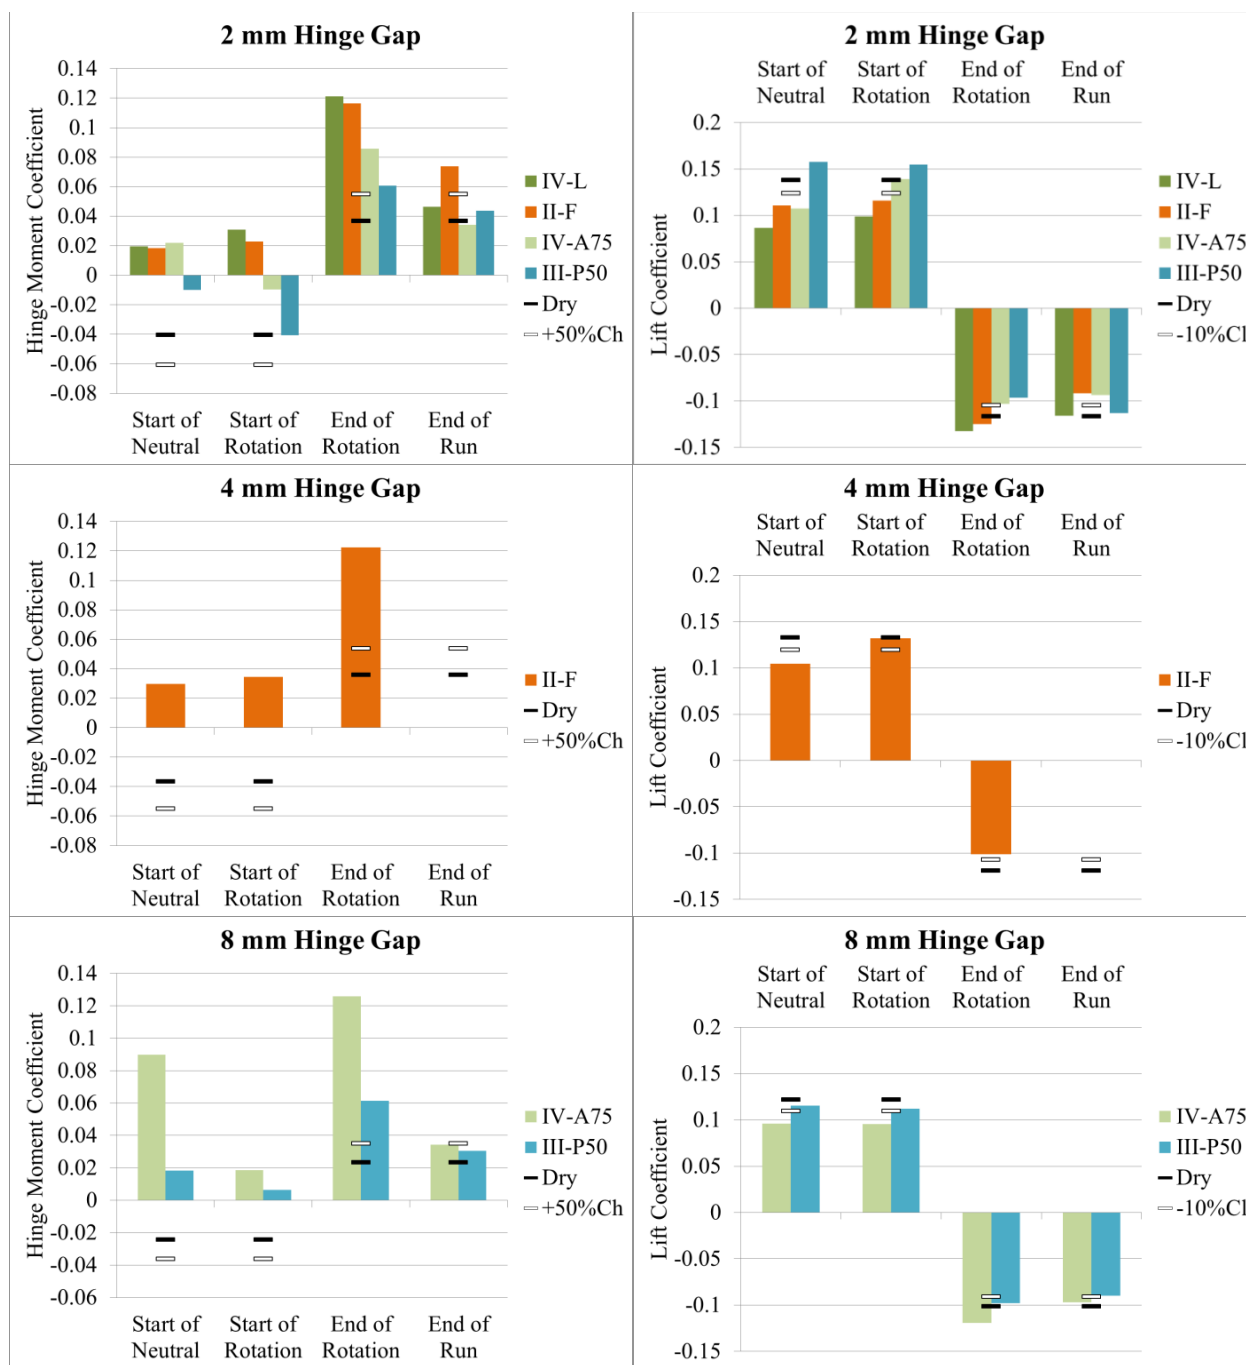 2 mm Hinge Gap
Hinge Moment Coefficient
0.14
0.12
0.1
0.08
0.06
0.04
0.02
0
-0.02
-0.04
-0.06
-0.08
Start of Neutral
Start of Rotation
End of Rotation
End of Run
IV-L
II-F
IV-A75
III-P50
Dry
+50%Ch
2 mm Hinge Gap
Start of Neutral
Start of Rotation
End of Rotation
End of Run
Lift Coefficient
0.2
0.15
0.1
0.05
0
-0.05
-0.1
-0.15
IV-L
II-F
IV-A75
III-P50
Dry
-10%Cl
4 mm Hinge Gap
Hinge Moment Coefficient
0.14
0.12
0.1
0.08
0.06
0.04
0.02
0
-0.02
-0.04
-0.06
-0.08
Start of Neutral
Start of Rotation
End of Rotation
End of Run
II-F
Dry
+50%Ch
4 mm Hinge Gap
Start of Neutral
Start of Rotation
End of Rotation
End of Run
Lift Coefficient
0.2
0.15
0.1
0.05
0
-0.05
-0.1
-0.15
II-F
Dry
-10%Cl
8 mm Hinge Gap
Hinge Moment Coefficient
0.14
0.12
0.1
0.08
0.06
0.04
0.02
0
-0.02
-0.04
-0.06
Start of Neutral
Start of Rotation
End of Rotation
End of Run
IV-A75
III-P50
Dry
+50%Ch
8 mm Hinge Gap
Start of Neutral
Start of Rotation
End of Rotation
End of Run
Lift Coefficient
0.2
0.15
0.1
0.05
0
-0.05
-0.1
-0.15
IV-A75
III-P50
Dry
-10%Cl